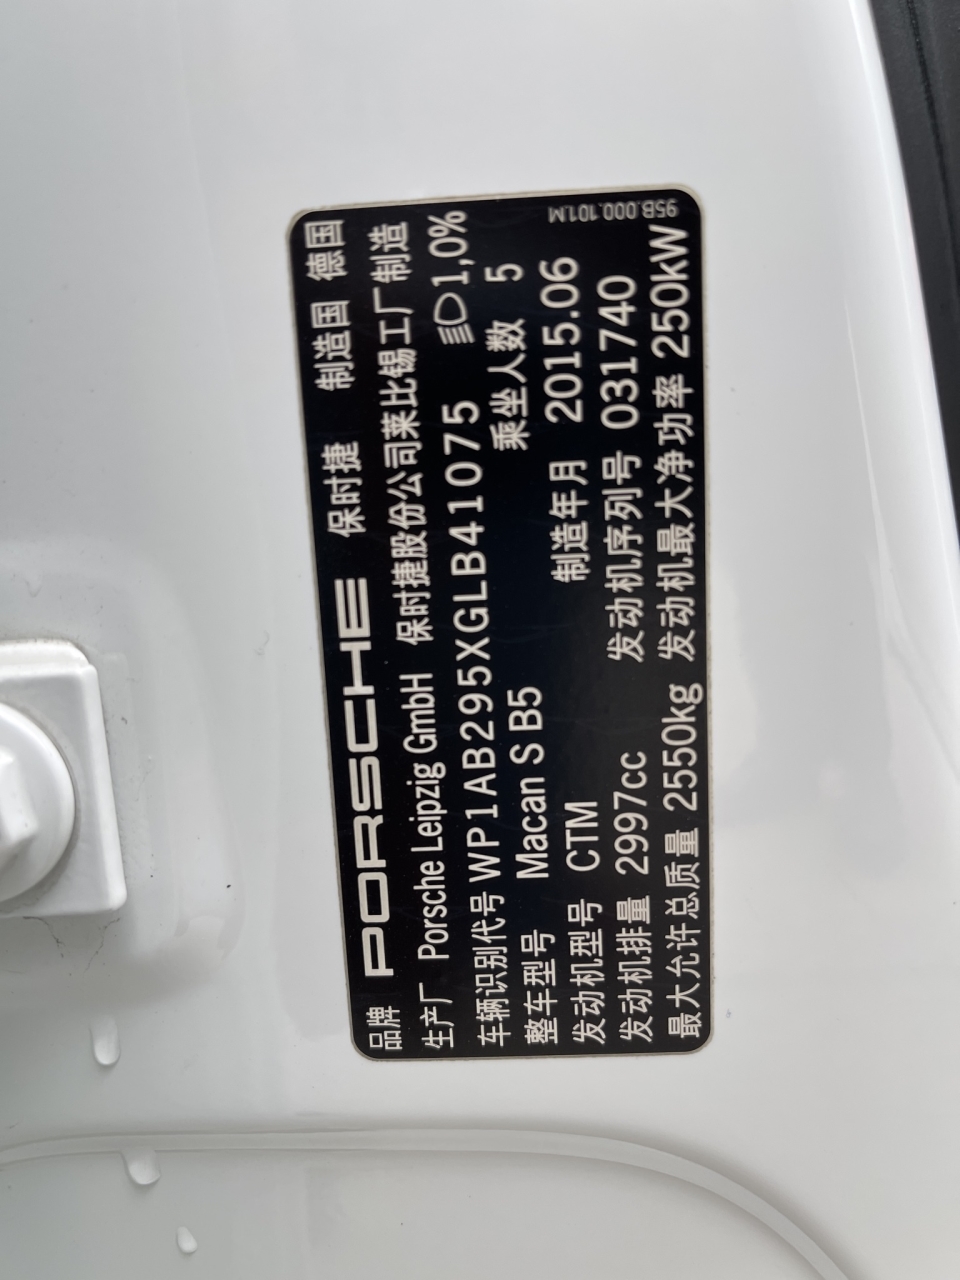 品牌 PORSCHE 保时捷 制造国 德国
生产厂 Porsche Leipzig GmbH 保时捷股份公司莱比锡工厂制造
车辆识别代号 WP1AB295XGLB41075 1,0%
整车型号 Macan S B5 乘坐人数 5
发动机型号 CTM 制造年月 2015.06
发动机排量 2997cc 发动机序列号 031740
最大允许总质量 2550kg 发动机最大净功率 250kW
95B.000.101.M